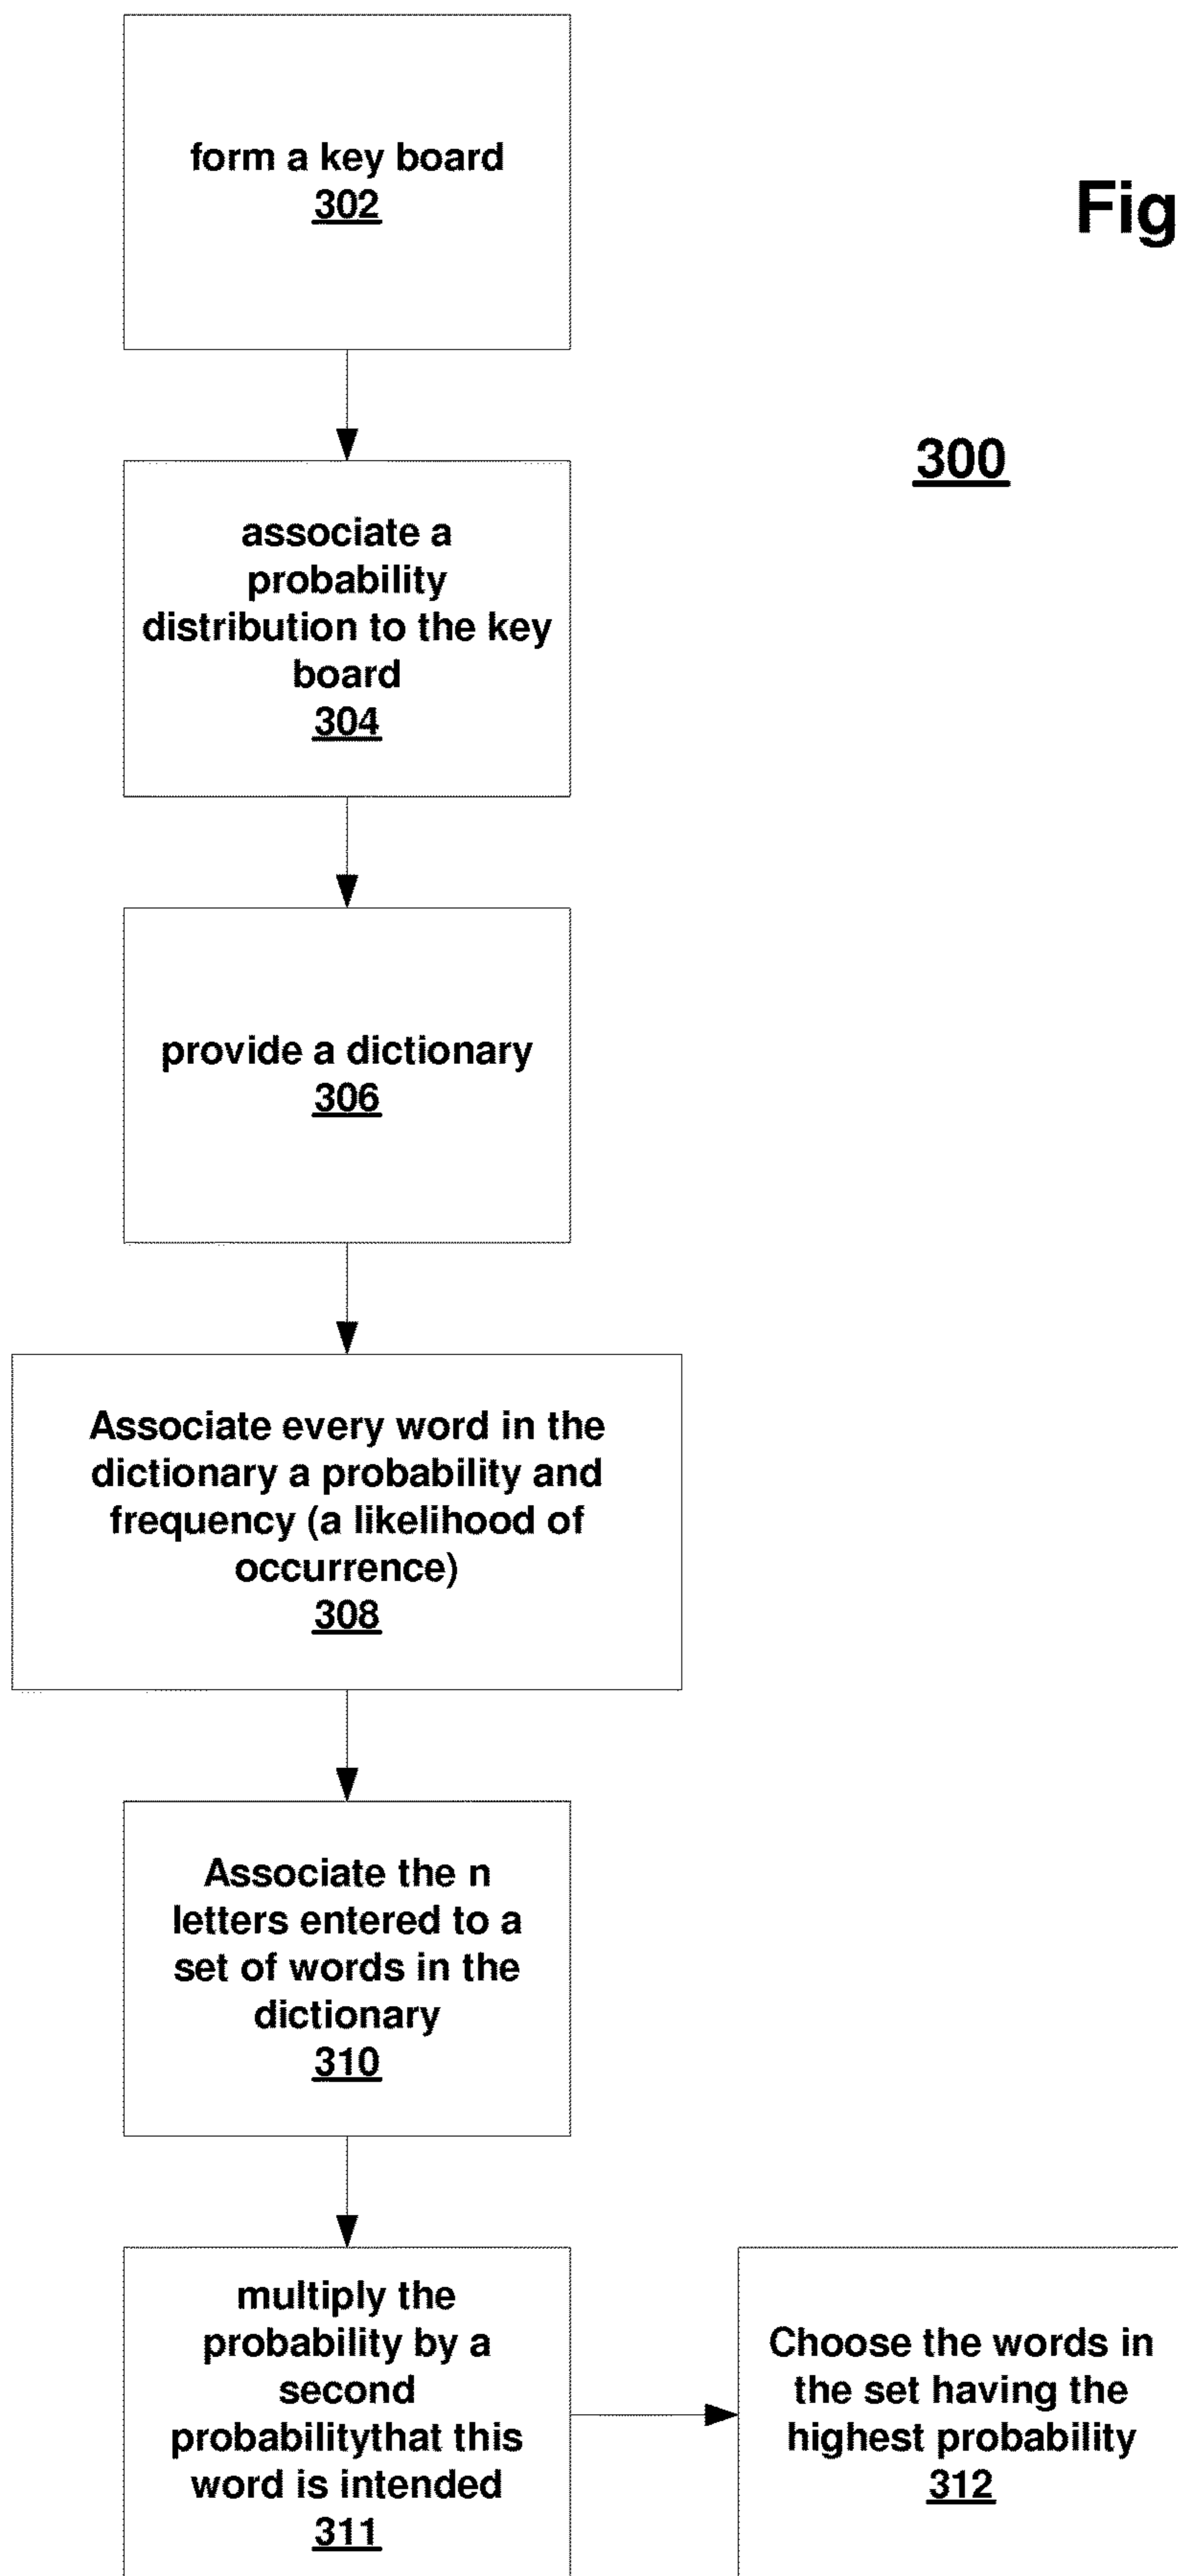 form a key board
302
Fig
300
associate a
probability
distribution to the key
board
304
provide a dictionary
306
Associate every word in the
dictionary a probability and
frequency (a likelihood of
occurrence)
308
Associate the n
letters entered to a
set of words in the
dictionary
310
multiply the
probability by a
second
probabilitythat this
word is intended
311
Choose the words in
the set having the
highest probability
312